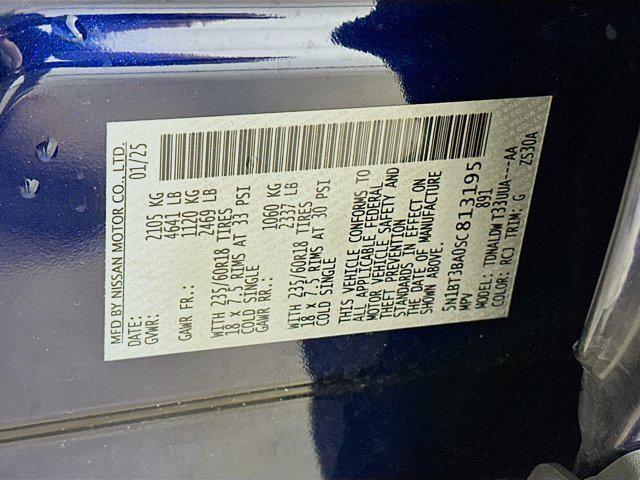 MFD BY NISSAN MOTOR CO., LTD.
DATE: 01/25
GVWR: 2105 KG
4641 LB
GAWR FR.: 1120 KG
2469 LB
WITH 235/60R18 TIRES
18 X 7.5 RIMS AT 33 PSI
COLD SINGLE
GAWR RR.: 1060 KG
2337 LB
WITH 235/60R18 TIRES
18 X 7.5 RIMS AT 30 PSI
COLD SINGLE
THIS VEHICLE CONFORMS TO
ALL APPLICABLE FEDERAL
MOTOR VEHICLE SAFETY AND
THEFT PREVENTION
STANDARDS IN EFFECT ON
THE DATE OF MANUFACTURE
SHOWN ABOVE.
5N1BT3BA0SC813195
MPV 891
MODEL: TDNALDW T33UUA---AA
COLOR: RCJ TRIM: G ZS30A